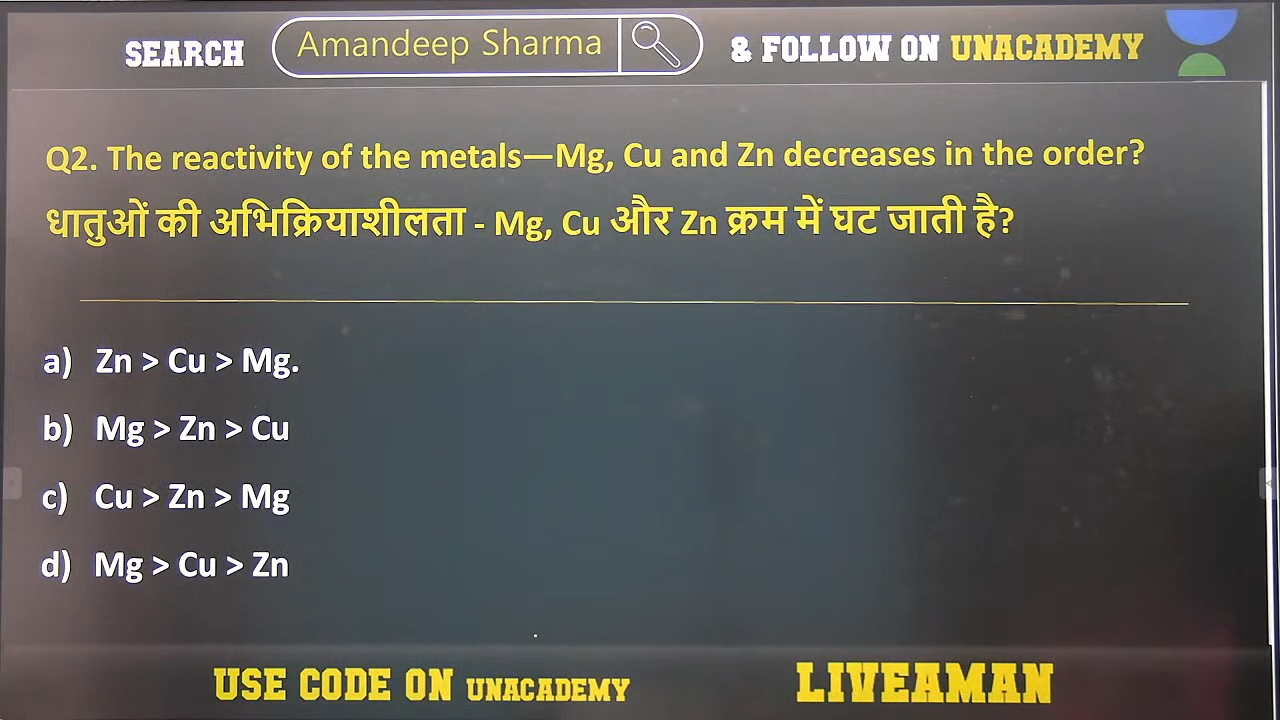 SEARCH Amandeep Sharma & FOLLOW ON UNACADEMY
Q2. The reactivity of the metals—Mg, Cu and Zn decreases in the order?
धातुओं की अभिक्रियाशीलता - Mg, Cu और Zn क्रम में घट जाती है?
a) Zn > Cu > Mg.
b) Mg > Zn > Cu
c) Cu > Zn > Mg
d) Mg > Cu > Zn
USE CODE ON UNACADEMY LIVEAMAN